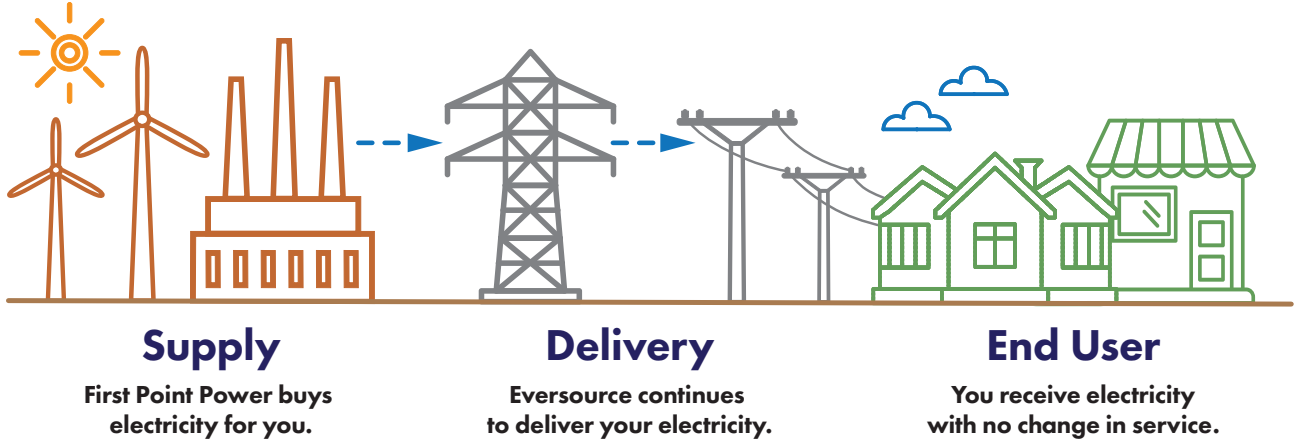 Supply
First Point Power buys
electricity for you.
Delivery
Eversource continues
to deliver your electricity.
End User
You receive electricity
with no change in service.